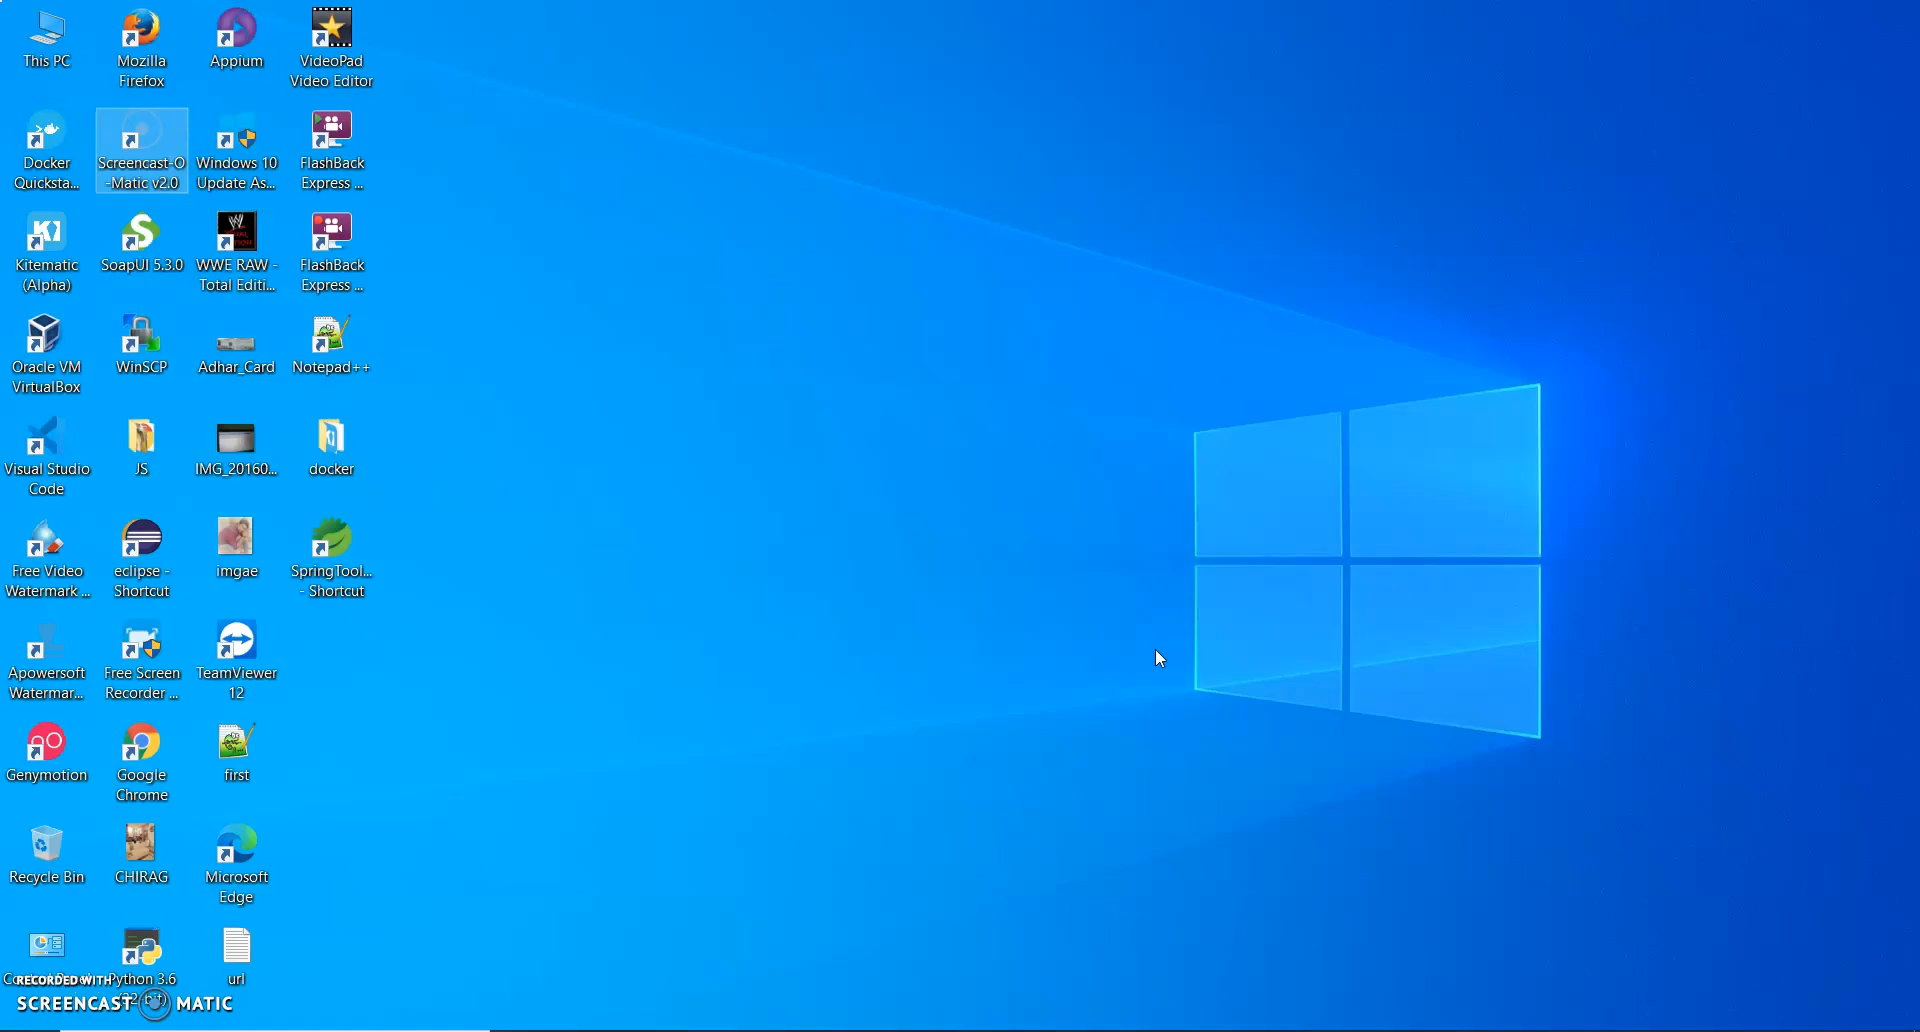 This PC
Mozilla
Firefox
Appium
VideoPad
Video Editor
Docker
Quicksta...
Screencast-O
-Matic v2.0
Windows 10
Update As...
FlashBack
Express ...
Kitematic
(Alpha)
SoapUI 5.3.0
WWE RAW -
Total Editi...
FlashBack
Express ...
Oracle VM
VirtualBox
WinSCP
Adhar_Card
Notepad++
Visual Studio
Code
JS
IMG_20160...
docker
Free Video
Watermark ...
eclipse -
Shortcut
imgae
SpringTool...
- Shortcut
Apowersoft
Watermar...
Free Screen
Recorder ...
TeamViewer
12
Genymotion
Google
Chrome
first
Recycle Bin
CHIRAG
Microsoft
Edge
Python 3.6
(32-bit)
url
RECORDED WITH
SCREENCAST MATIC